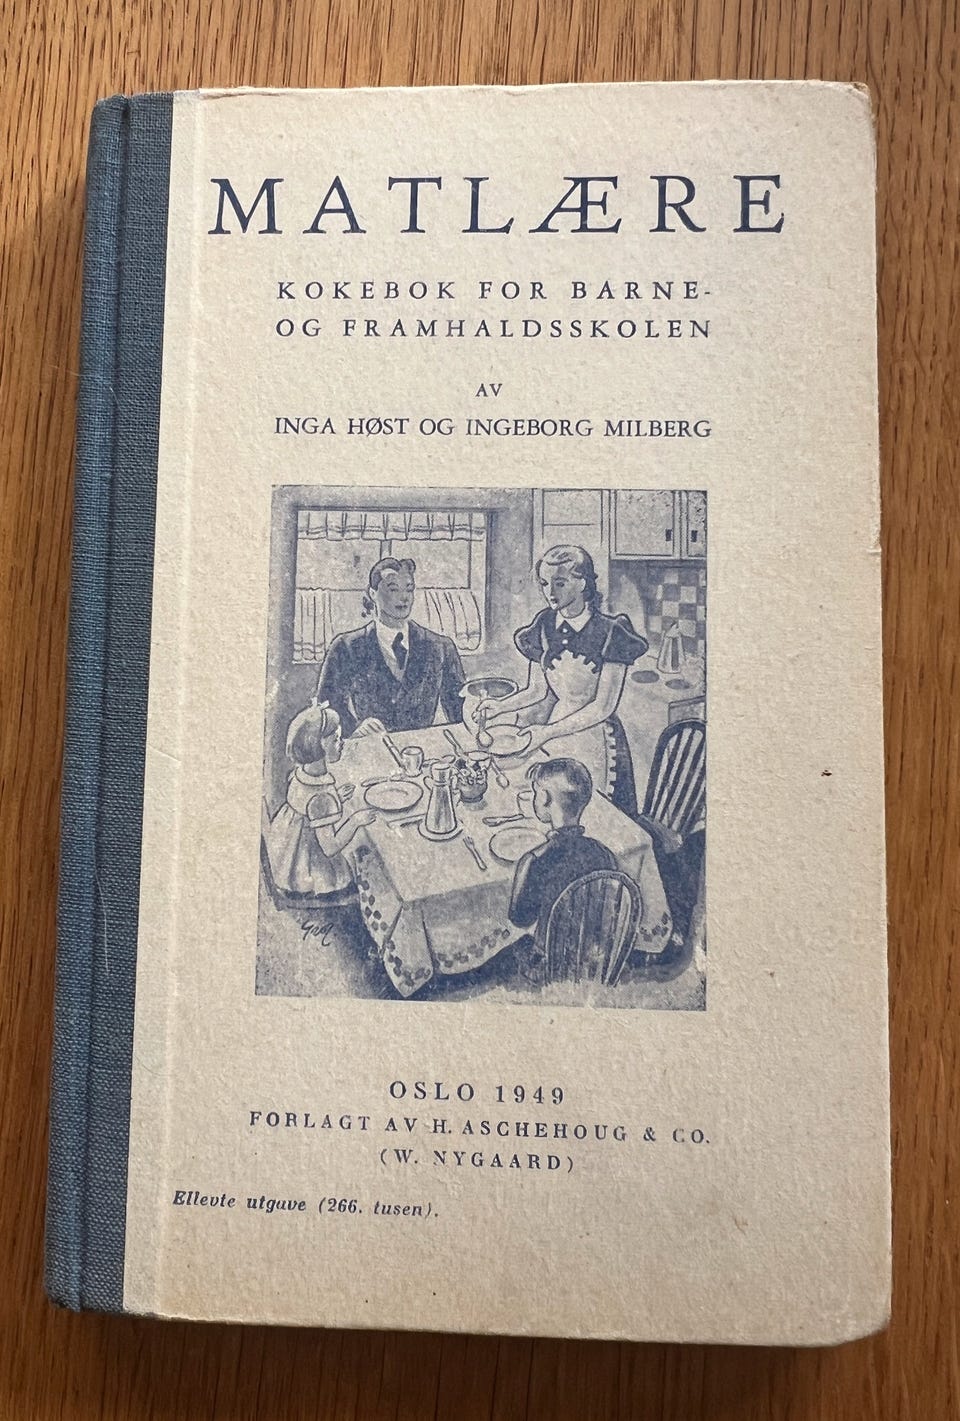 MATLÆRE
KOKEBOK FOR BARNE-
OG FRAMHALDSSKOLEN
AV
INGA HØST OG INGEBORG MILBERG
OSLO 1949
FORLAGT AV H. ASCHEHOUG & CO.
(W. NYGAARD)
Ellevte utgave (266. tusen).